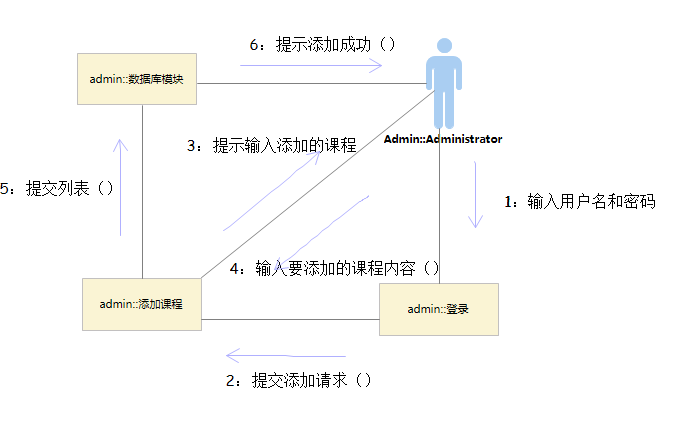 6：提示添加成功（）
admin::数据库模块
Admin::Administrator
3：提示输入添加的课程
5：提交列表（）
1：输入用户名和密码
4：输入要添加的课程内容（）
admin::添加课程
admin::登录
2：提交添加请求（）